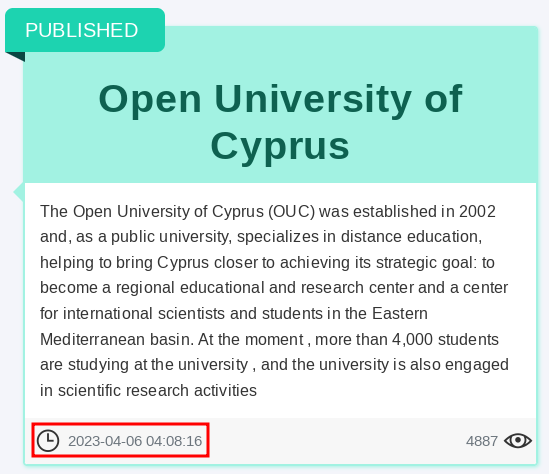 PUBLISHED
Open University of
Cyprus
The Open University of Cyprus (OUC) was established in 2002
and, as a public university, specializes in distance education,
helping to bring Cyprus closer to achieving its strategic goal: to
become a regional educational and research center and a center
for international scientists and students in the Eastern
Mediterranean basin. At the moment , more than 4,000 students
are studying at the university , and the university is also engaged
in scientific research activities
2023-04-06 04:08:16 4887